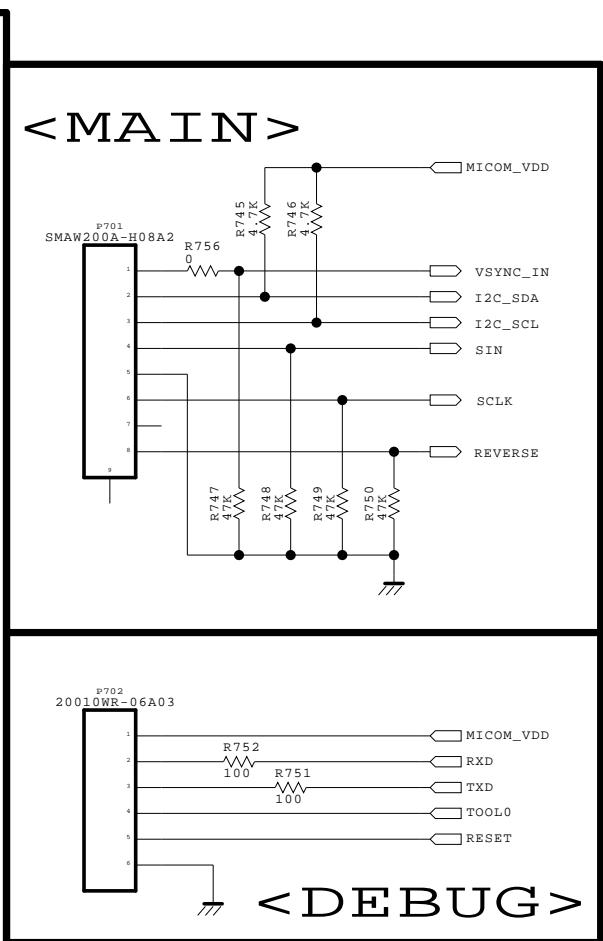 <MAIN>
MICOM_VDD
R745
4.7K
R746
4.7K
P701
SMAW200A-H08A2
R756
0
1
VSYNC_IN
2
I2C_SDA
3
I2C_SCL
4
SIN
5
6
SCLK
7
8
REVERSE
9
R747
47K
R748
47K
R749
47K
R750
47K
P702
20010WR-06A03
1
MICOM_VDD
R752
2
RXD
100
R751
3
TXD
100
4
TOOL0
5
RESET
6
<DEBUG>